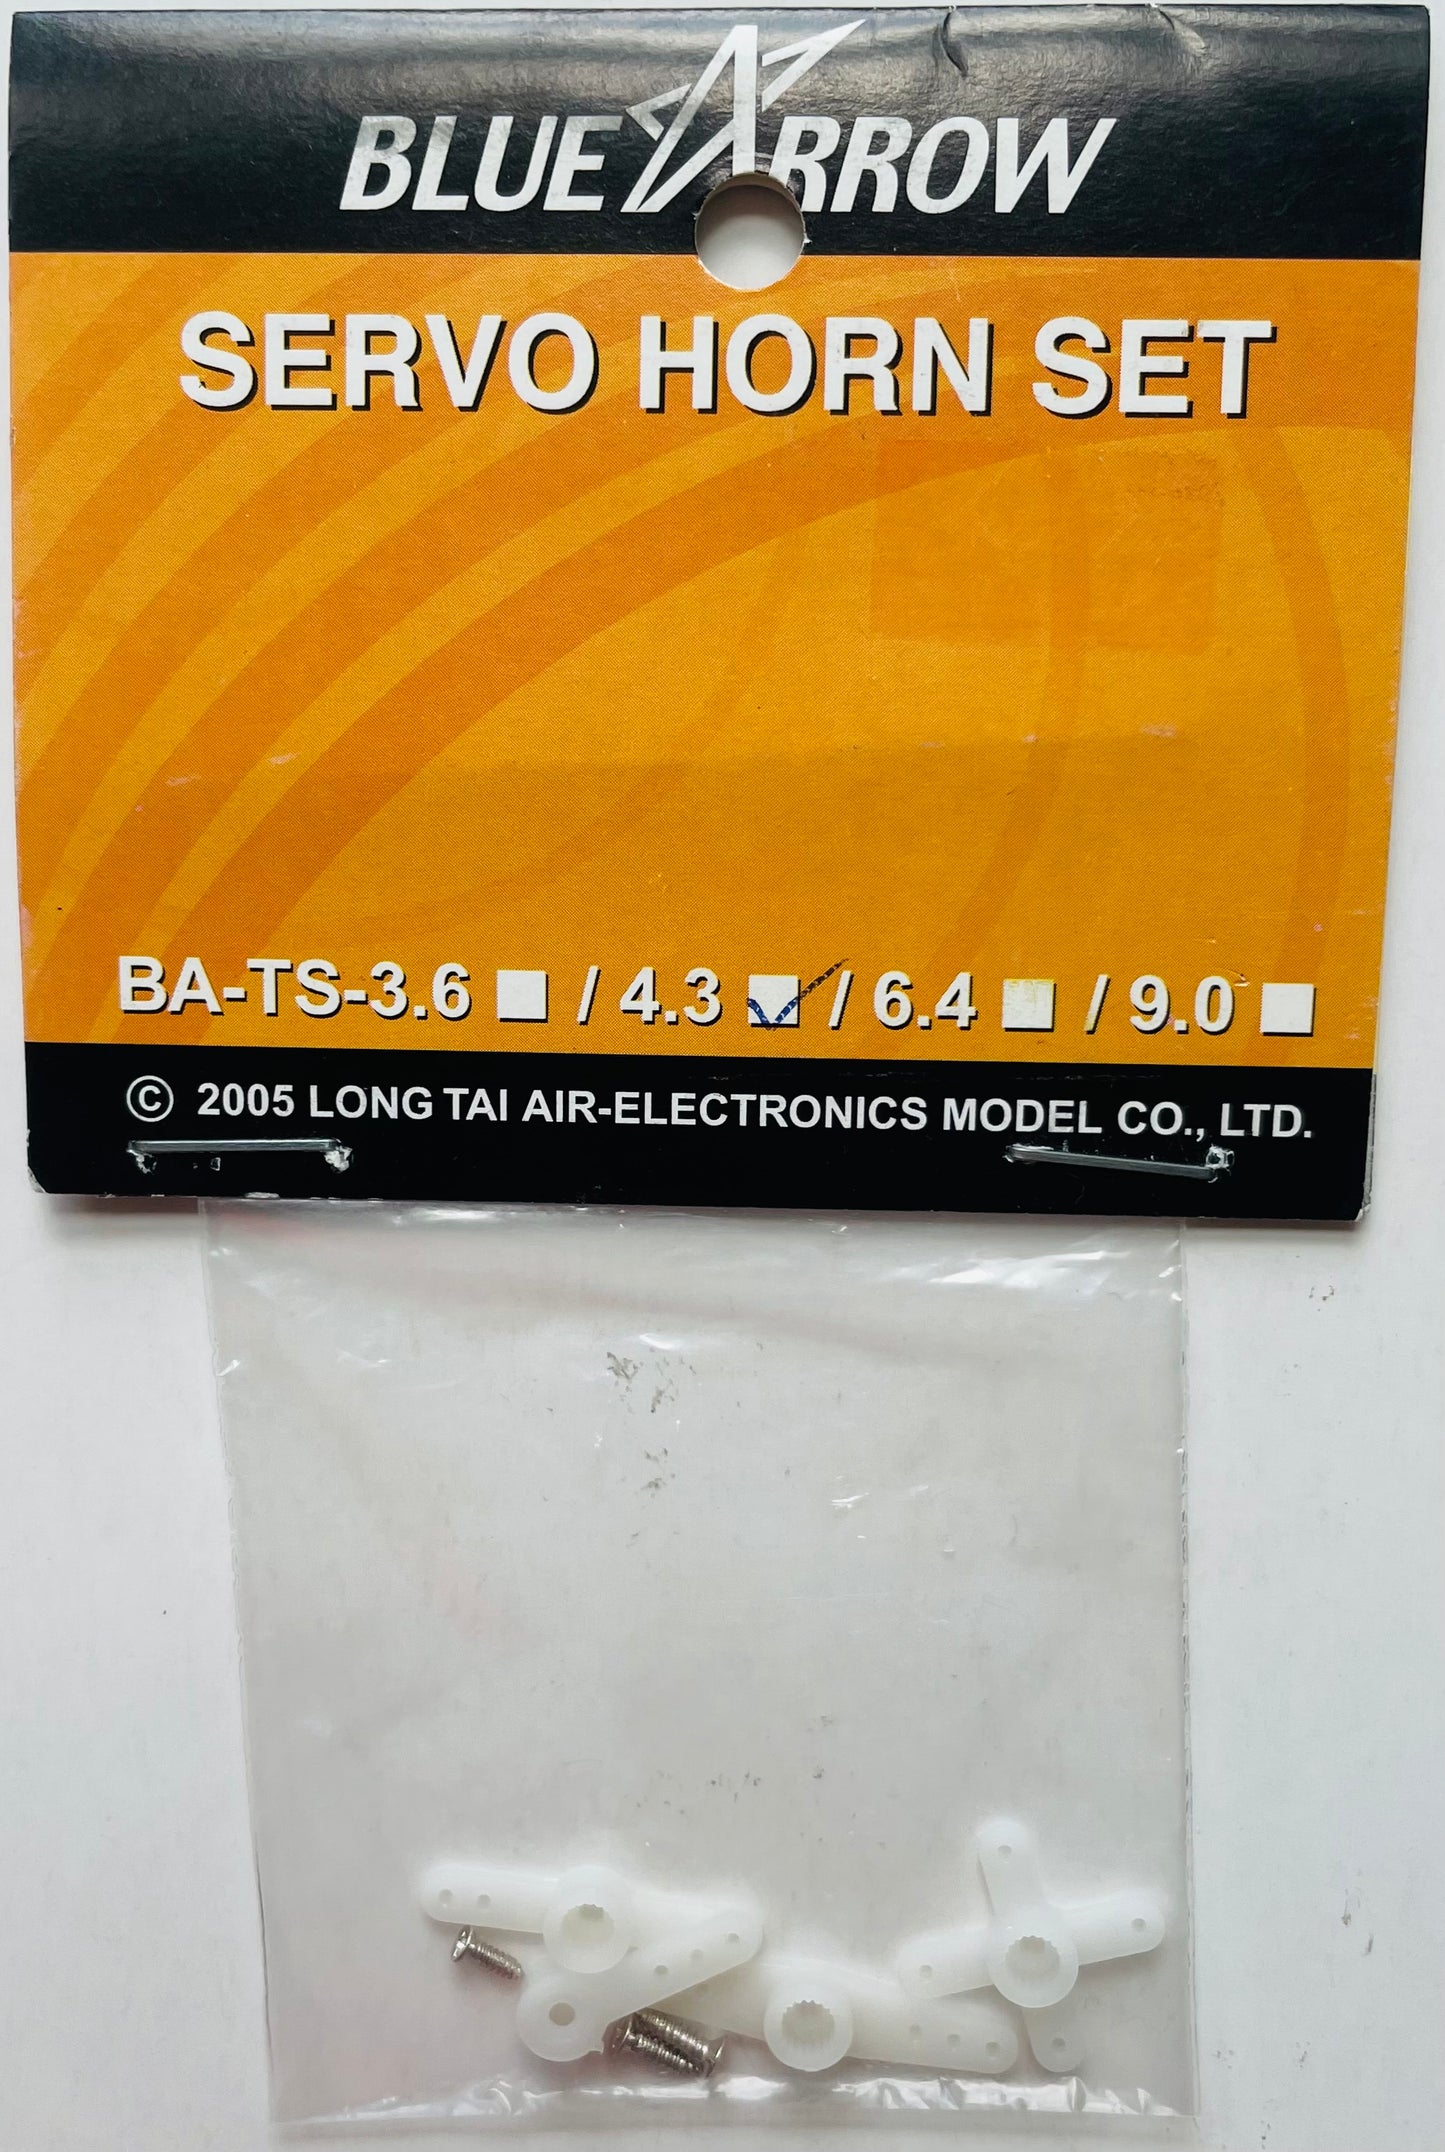 BLUE ARROW
SERVO HORN SET
BA-TS-3.6 / 4.3 / 6.4 / 9.0
© 2005 LONG TAI AIR-ELECTRONICS MODEL CO., LTD.